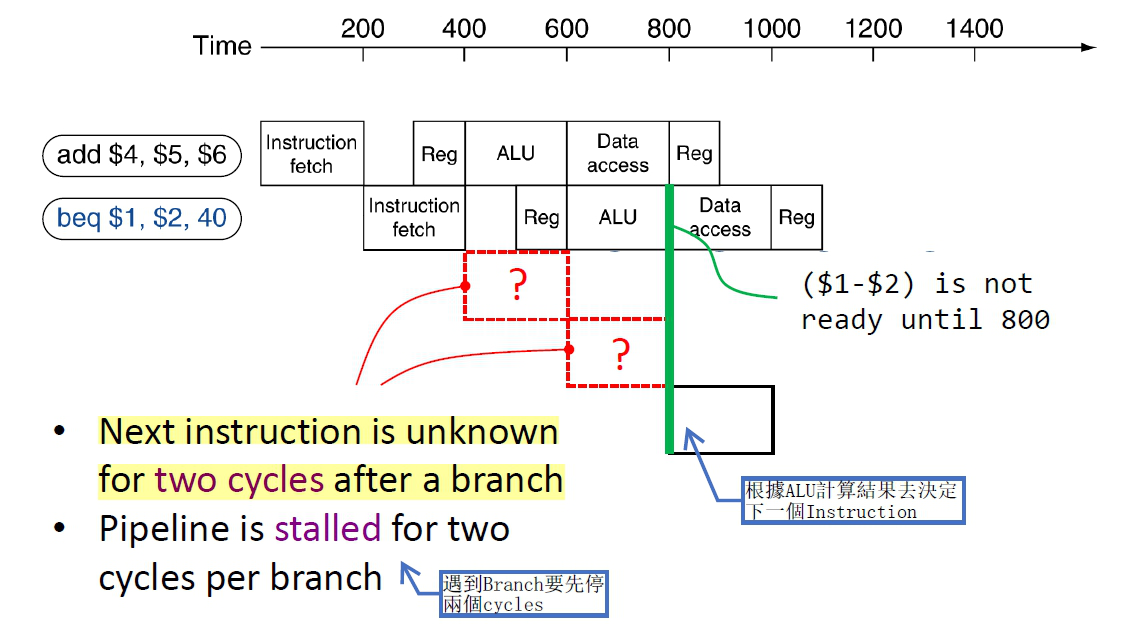 Time 200 400 600 800 1000 1200 1400
add $4, $5, $6
Instruction
fetch
Reg
ALU
Data
access
Reg
beq $1, $2, 40
Instruction
fetch
Reg
ALU
Data
access
Reg
?
?
($1-$2) is not
ready until 800
• Next instruction is unknown
for two cycles after a branch
• Pipeline is stalled for two
cycles per branch
根據ALU計算結果去決定
下一個Instruction
遇到Branch要先停
兩個cycles